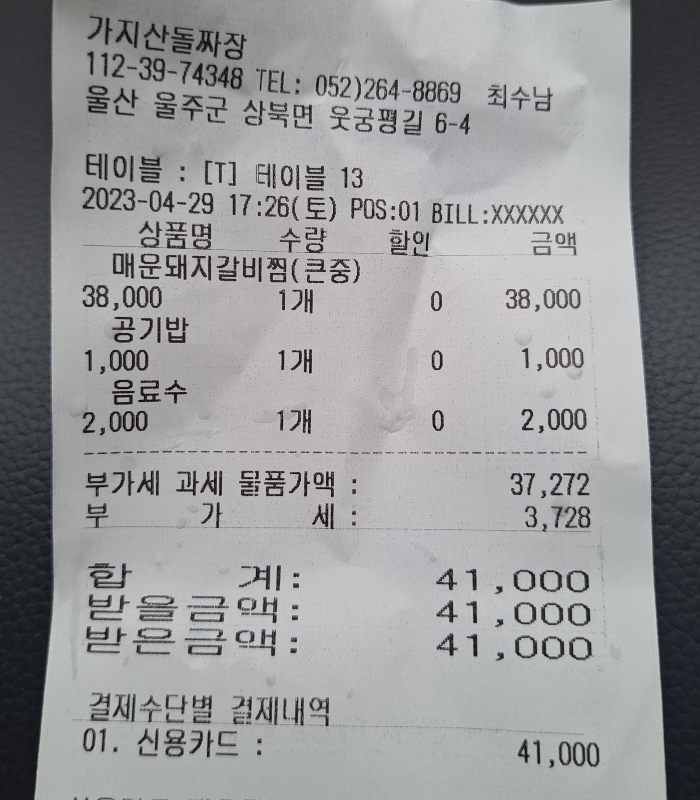 가지산돌짜장
112-39-74348 TEL: 052)264-8869 최수남
울산 울주군 상북면 웃궁평길 6-4
테이블 : [T] 테이블 13
2023-04-29 17:26(토) POS:01 BILL:XXXXXX
상품명 수량 할인 금액
매운돼지갈비찜(큰중)
38,000 1개 0 38,000
공기밥
1,000 1개 0 1,000
음료수
2,000 1개 0 2,000
부가세 과세 물품가액 : 37,272
부 가 세 : 3,728
합 계: 41,000
받을금액: 41,000
받은금액: 41,000
결제수단별 결제내역
01. 신용카드 : 41,000